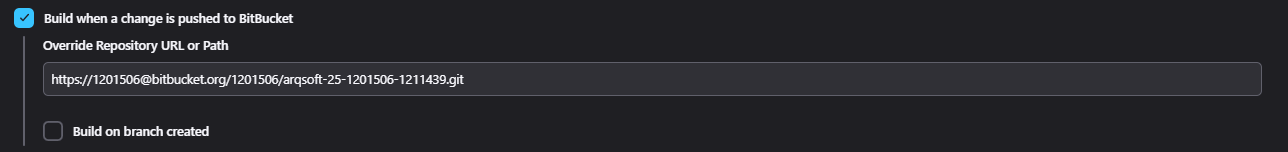 Build when a change is pushed to BitBucket
Override Repository URL or Path
https://1201506@bitbucket.org/1201506/arqsoft-25-1201506-1211439.git
Build on branch created